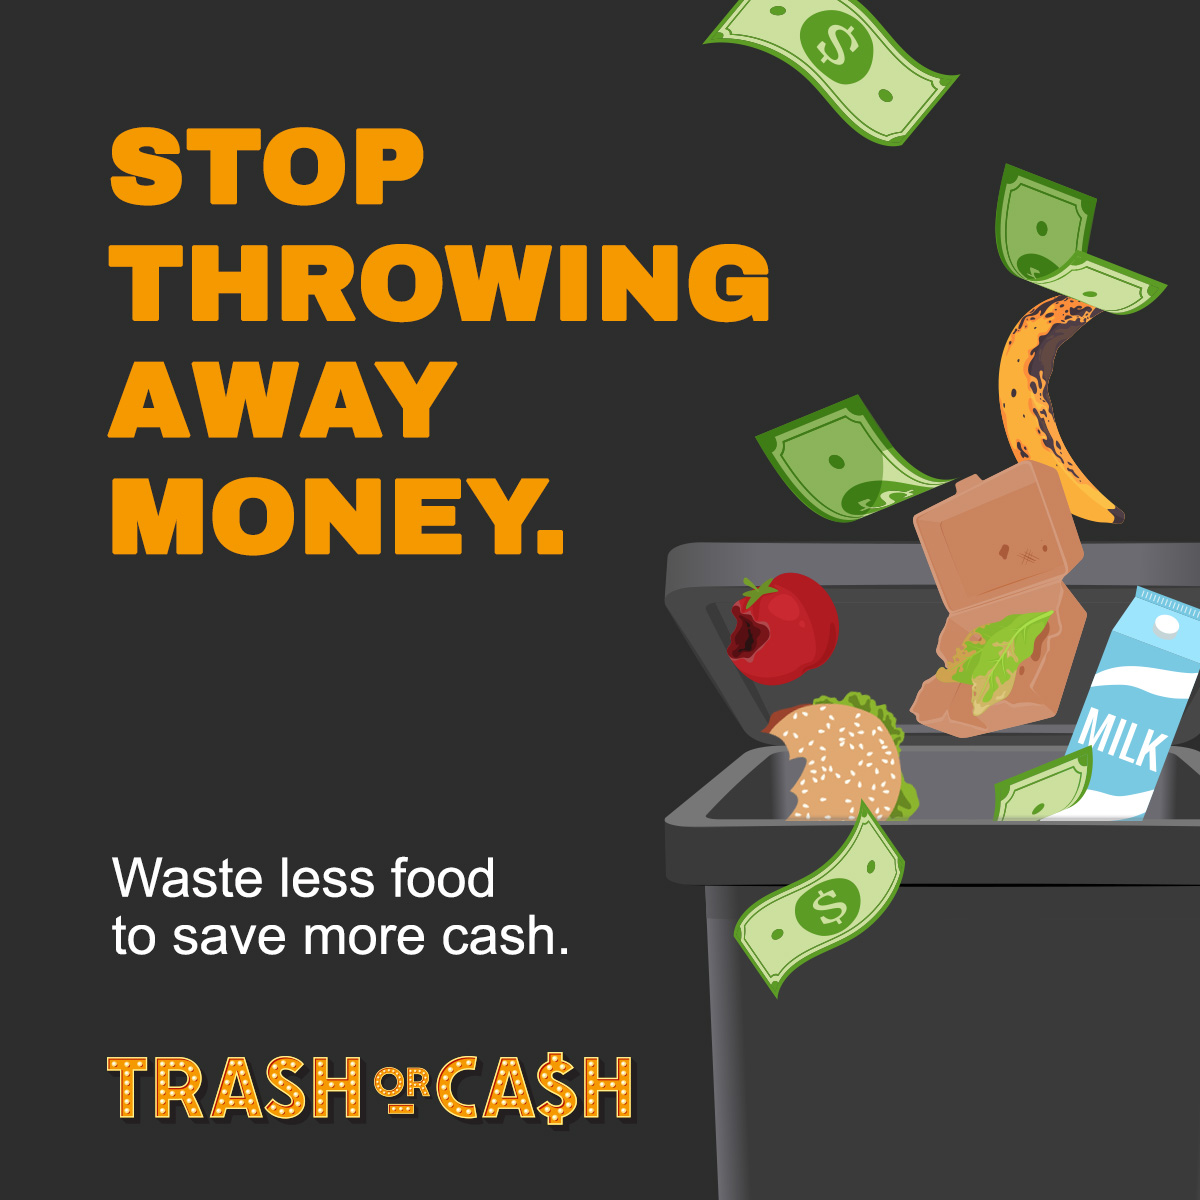 STOP
THROWING
AWAY
MONEY.
$
$
MILK
$
Waste less food
to save more cash.
TRASH OR CA$H